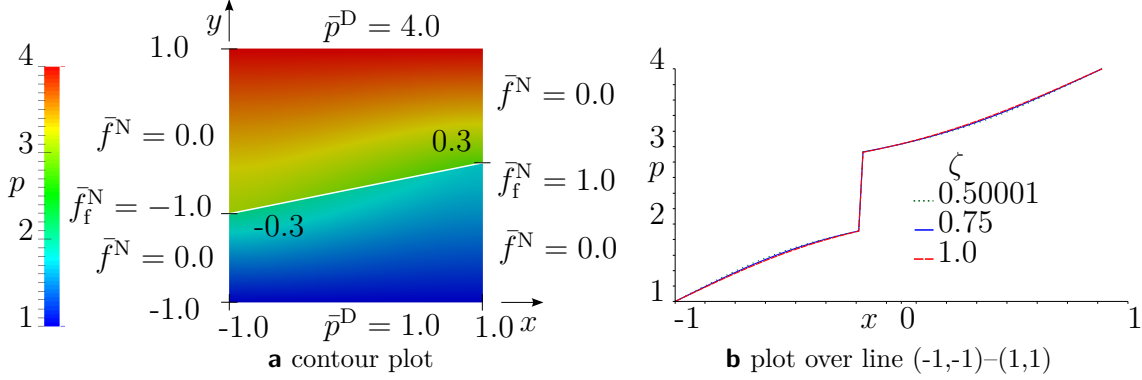 y
p̄ᴰ = 4.0
1.0
4
f̄ᴺ = 0.0
f̄ᴺ = 0.0
3
0.3
p
f̄_fᴺ = −1.0
f̄_fᴺ = 1.0
2
-0.3
f̄ᴺ = 0.0
f̄ᴺ = 0.0
1
-1.0
-1.0
p̄ᴰ = 1.0
1.0
x
a contour plot
4
3
p
2
1
ζ
0.50001
0.75
1.0
-1
x
0
1
b plot over line (-1,-1)–(1,1)